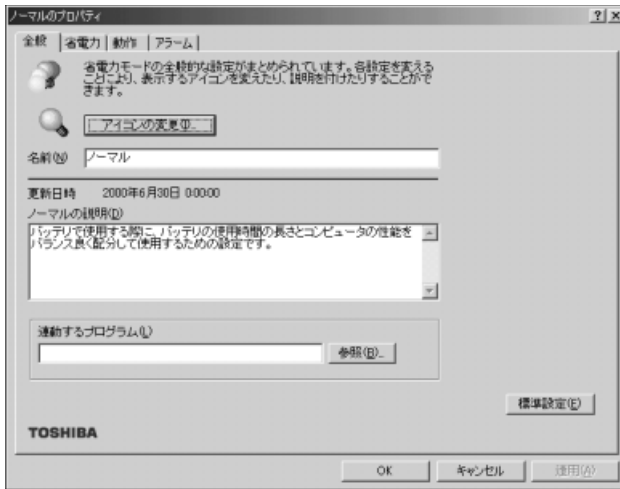 ノーマルのプロパティ
全般
省電力
動作
アラーム
省電力モードの全般的な設定がまとめられています。各設定を変える
ことにより、表示するアイコンを変えたり、説明を付けたりすることがで
きます。
アイコンの変更(I)...
名前(N)
ノーマル
更新日時 2000年6月30日 0:00:00
ノーマルの説明(D)
バッテリで使用する際に、バッテリの使用時間の長さとコンピュータの性能を
バランス良く配分して使用するための設定です。
連動するプログラム(L)
参照(B)...
標準設定(E)
TOSHIBA
OK
キャンセル
適用(A)